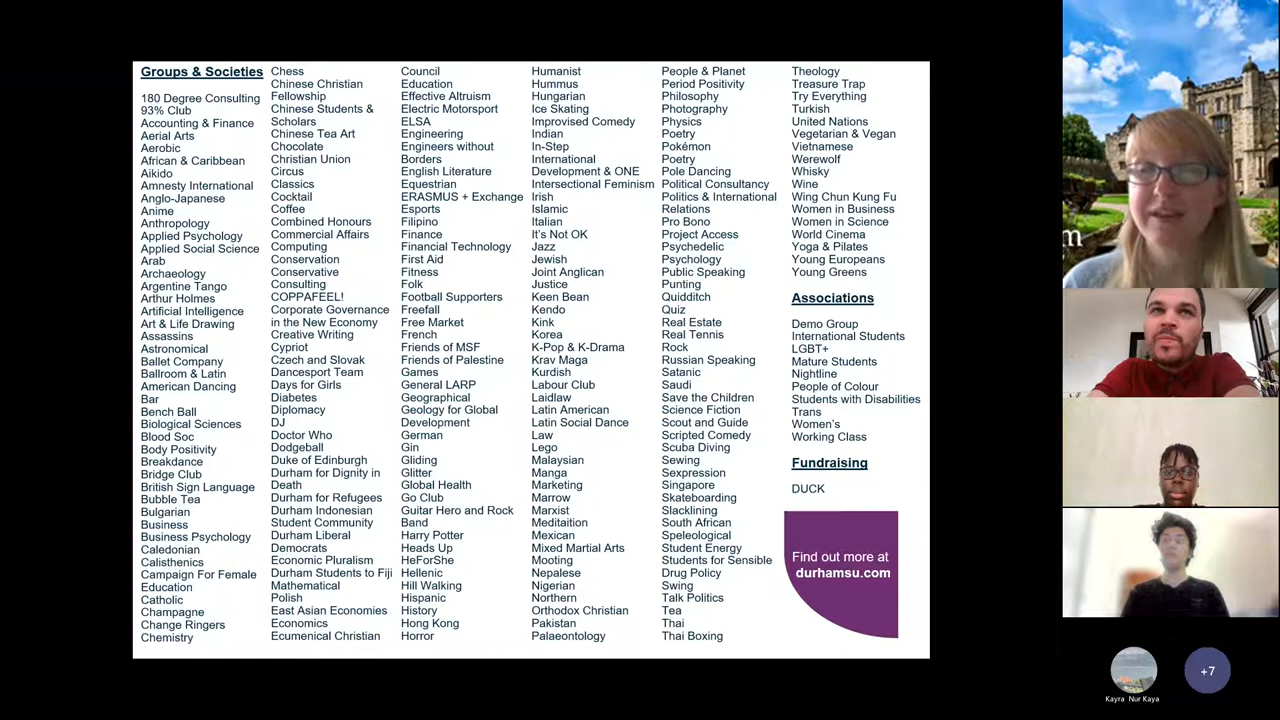 Groups & Societies
180 Degree Consulting
93% Club
Accounting & Finance
Aerial Arts
Aerobic
African & Caribbean
Aikido
Amnesty International
Anglo-Japanese
Anime
Anthropology
Applied Psychology
Applied Social Science
Arab
Archaeology
Argentine Tango
Arthur Holmes
Artificial Intelligence
Art & Life Drawing
Assassins
Astronomical
Ballet Company
Ballroom & Latin
American Dancing
Bar
Bench Ball
Biological Sciences
Blood Soc
Body Positivity
Breakdance
Bridge Club
British Sign Language
Bubble Tea
Bulgarian
Business
Business Psychology
Caledonian
Calisthenics
Campaign For Female
Education
Catholic
Champagne
Change Ringers
Chemistry
Chess
Chinese Christian
Fellowship
Chinese Students &
Scholars
Chinese Tea Art
Chocolate
Christian Union
Circus
Classics
Cocktail
Coffee
Combined Honours
Commercial Affairs
Computing
Conservation
Conservative
Consulting
COPPAFEEL!
Corporate Governance
in the New Economy
Creative Writing
Cypriot
Czech and Slovak
Dancesport Team
Days for Girls
Diabetes
Diplomacy
DJ
Doctor Who
Dodgeball
Duke of Edinburgh
Durham for Dignity in
Death
Durham for Refugees
Durham Indonesian
Student Community
Durham Liberal
Democrats
Economic Pluralism
Durham Students to Fiji
Mathematical
Polish
East Asian Economies
Economics
Ecumenical Christian
Council
Education
Effective Altruism
Electric Motorsport
ELSA
Engineering
Engineers without
Borders
English Literature
Equestrian
ERASMUS + Exchange
Esports
Filipino
Finance
Financial Technology
First Aid
Fitness
Folk
Football Supporters
Freefall
Free Market
French
Friends of MSF
Friends of Palestine
Games
General LARP
Geographical
Geology for Global
Development
German
Gin
Gliding
Glitter
Global Health
Go Club
Guitar Hero and Rock
Band
Harry Potter
Heads Up
HeForShe
Hellenic
Hill Walking
Hispanic
History
Hong Kong
Horror
Humanist
Hummus
Hungarian
Ice Skating
Improvised Comedy
Indian
In-Step
International
Development & ONE
Intersectional Feminism
Irish
Islamic
Italian
It's Not OK
Jazz
Jewish
Joint Anglican
Justice
Keen Bean
Kendo
Kink
Korea
K-Pop & K-Drama
Krav Maga
Kurdish
Labour Club
Laidlaw
Latin American
Latin Social Dance
Law
Lego
Malaysian
Manga
Marketing
Marrow
Marxist
Meditaition
Mexican
Mixed Martial Arts
Mooting
Nepalese
Nigerian
Northern
Orthodox Christian
Pakistan
Palaeontology
People & Planet
Period Positivity
Philosophy
Photography
Physics
Poetry
Pokémon
Poetry
Pole Dancing
Political Consultancy
Politics & International
Relations
Pro Bono
Project Access
Psychedelic
Psychology
Public Speaking
Punting
Quidditch
Quiz
Real Estate
Real Tennis
Rock
Russian Speaking
Satanic
Saudi
Save the Children
Science Fiction
Scout and Guide
Scripted Comedy
Scuba Diving
Sewing
Sexpression
Singapore
Skateboarding
Slacklining
South African
Speleological
Student Energy
Students for Sensible
Drug Policy
Swing
Talk Politics
Tea
Thai
Thai Boxing
Theology
Treasure Trap
Try Everything
Turkish
United Nations
Vegetarian & Vegan
Vietnamese
Werewolf
Whisky
Wine
Wing Chun Kung Fu
Women in Business
Women in Science
World Cinema
Yoga & Pilates
Young Europeans
Young Greens
Associations
Demo Group
International Students
LGBT+
Mature Students
Nightline
People of Colour
Students with Disabilities
Trans
Women's
Working Class
Fundraising
DUCK
Find out more at
durhamsu.com
m
Kayra Nur Kaya
+7